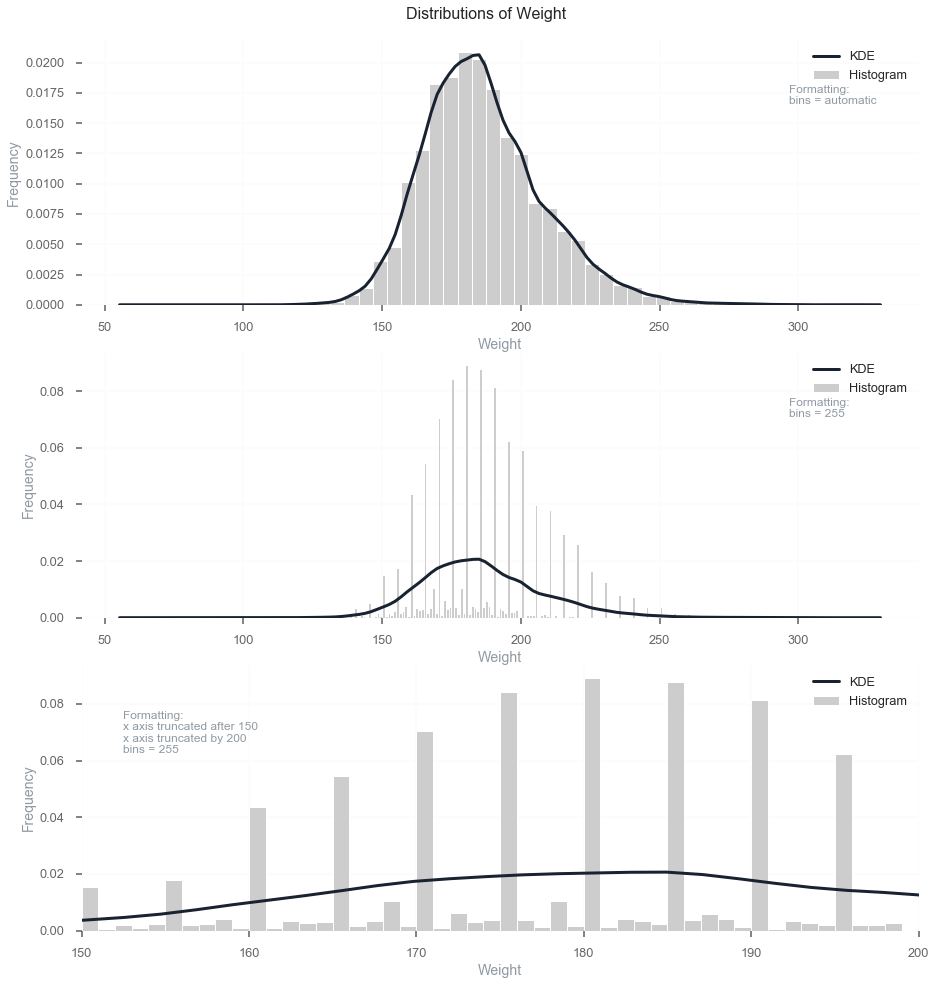 Distributions of Weight
KDE
Histogram
Formatting:
bins = automatic
0.0200
0.0175
0.0150
0.0125
0.0100
0.0075
0.0050
0.0025
0.0000
Frequency
50 100 150 200 250 300
Weight
KDE
Histogram
Formatting:
bins = 255
0.08
0.06
0.04
0.02
0.00
Frequency
50 100 150 200 250 300
Weight
KDE
Histogram
Formatting:
x axis truncated after 150
x axis truncated by 200
bins = 255
0.08
0.06
0.04
0.02
0.00
Frequency
150 160 170 180 190 200
Weight